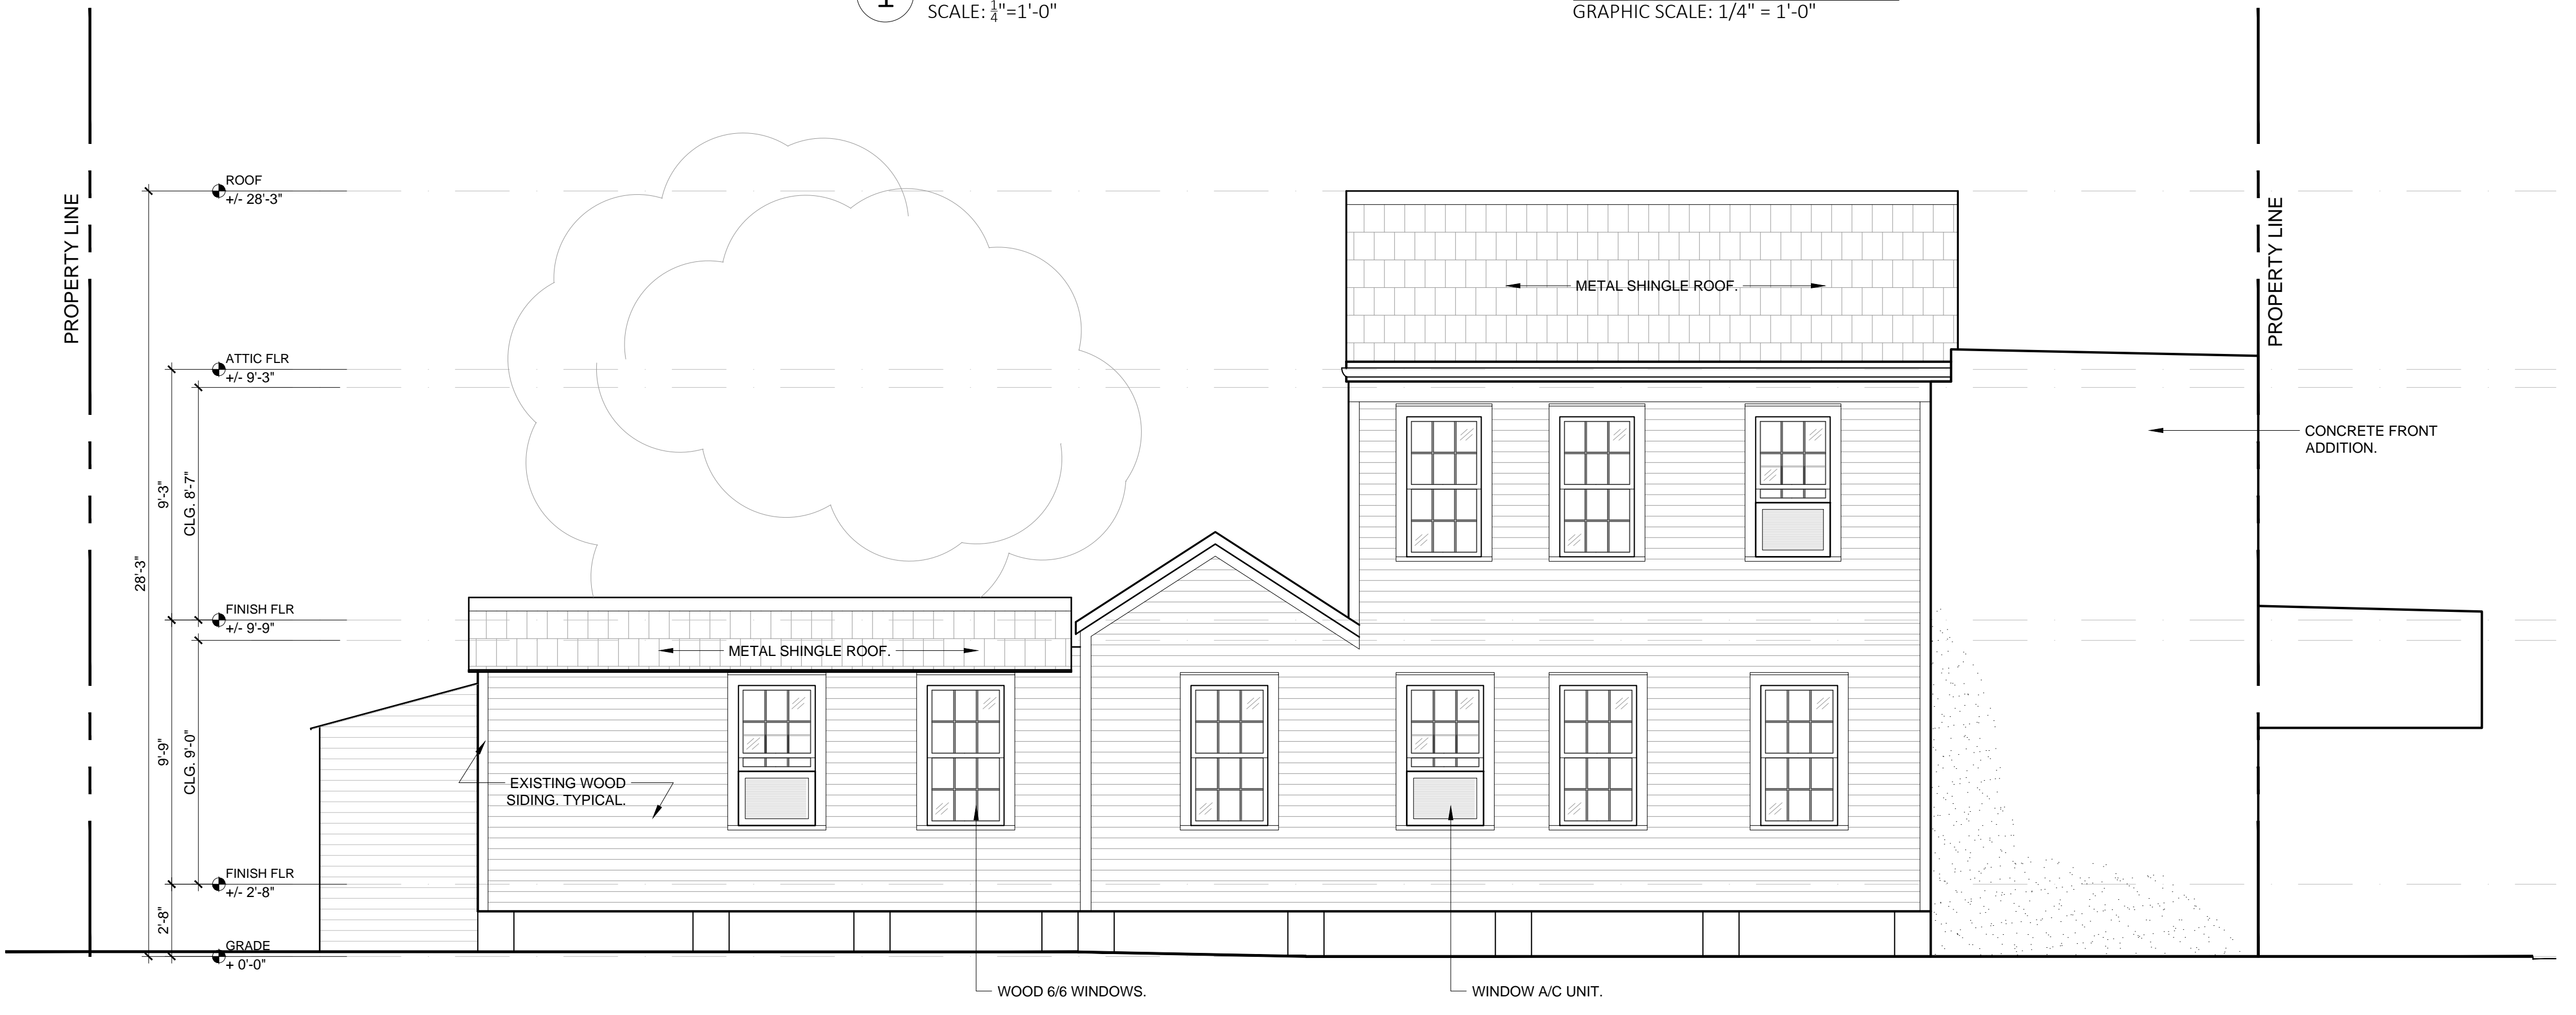 1
SCALE: 1/4"=1'-0"
GRAPHIC SCALE: 1/4" = 1'-0"
PROPERTY LINE
ROOF
+/- 28'-3"
ATTIC FLR
+/- 9'-3"
FINISH FLR
+/- 9'-9"
FINISH FLR
+/- 2'-8"
GRADE
+ 0'-0"
28'-3"
9'-3"
CLG. 8'-7"
9'-9"
CLG. 9'-0"
2'-8"
METAL SHINGLE ROOF.
METAL SHINGLE ROOF.
EXISTING WOOD
SIDING. TYPICAL.
WOOD 6/6 WINDOWS.
WINDOW A/C UNIT.
PROPERTY LINE
CONCRETE FRONT
ADDITION.